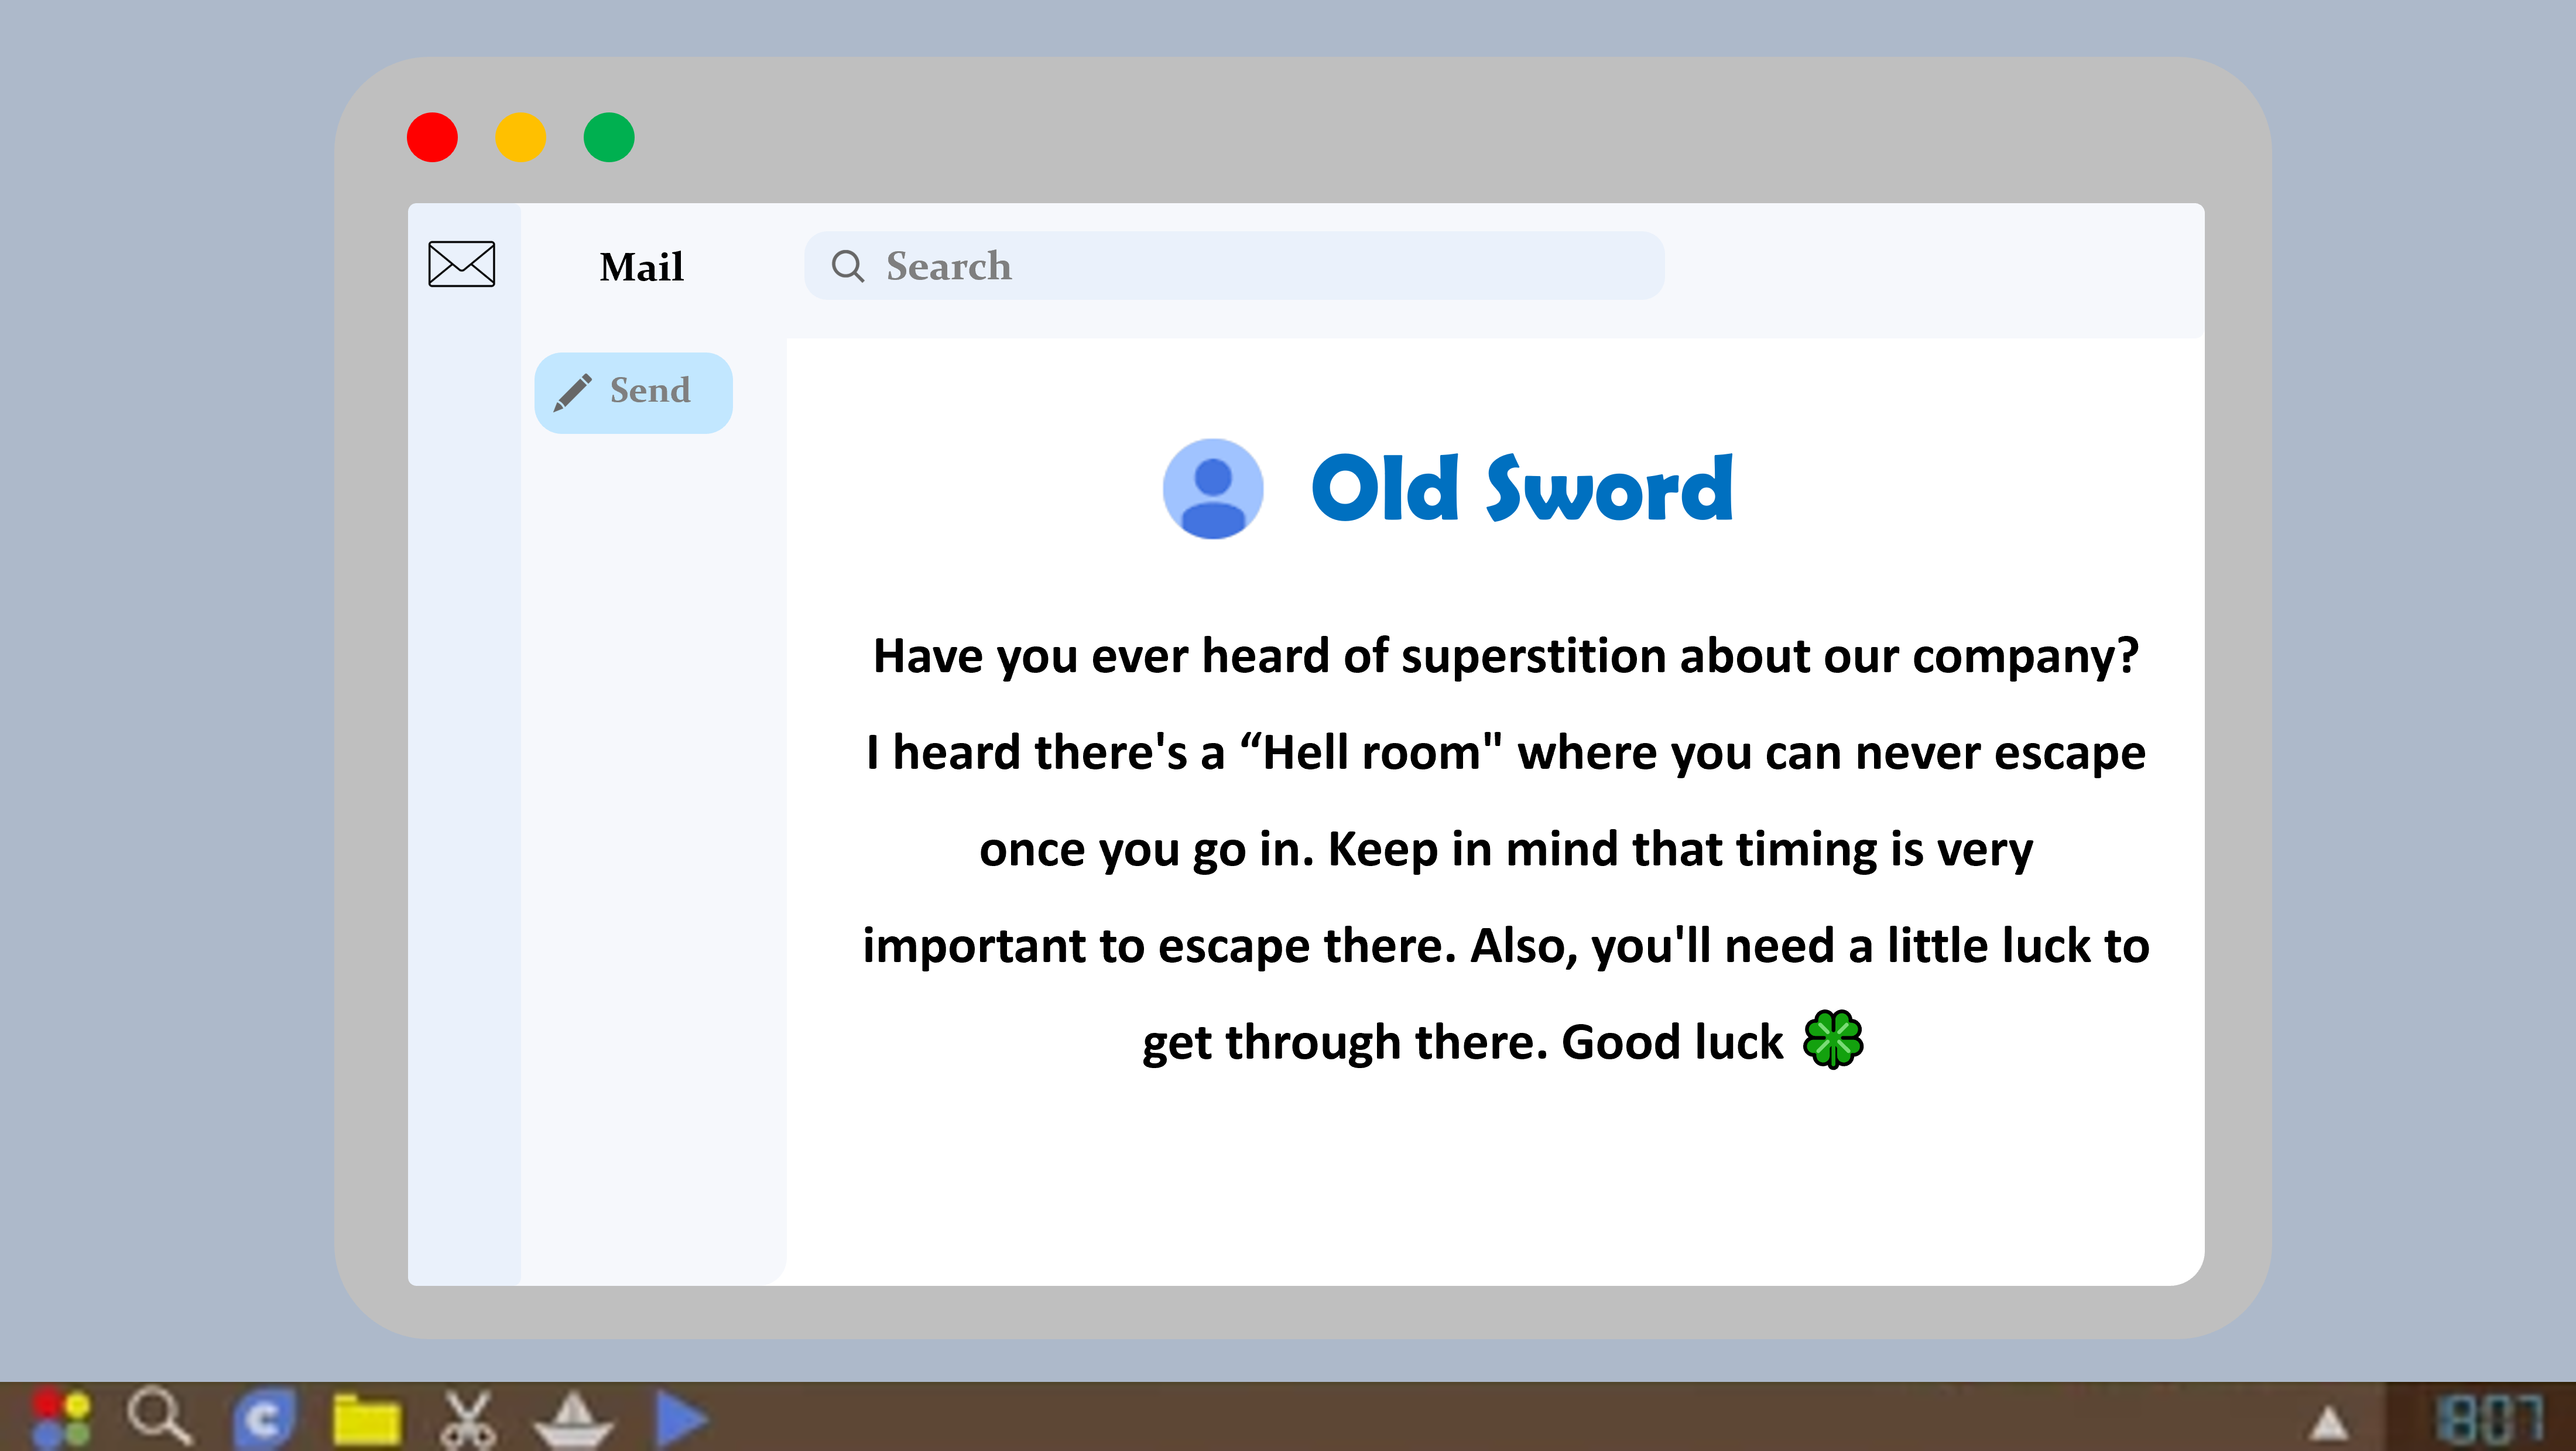 Mail
Search
Send
Old Sword
Have you ever heard of superstition about our company?
I heard there's a “Hell room" where you can never escape
once you go in. Keep in mind that timing is very
important to escape there. Also, you'll need a little luck to
get through there. Good luck 🍀
C